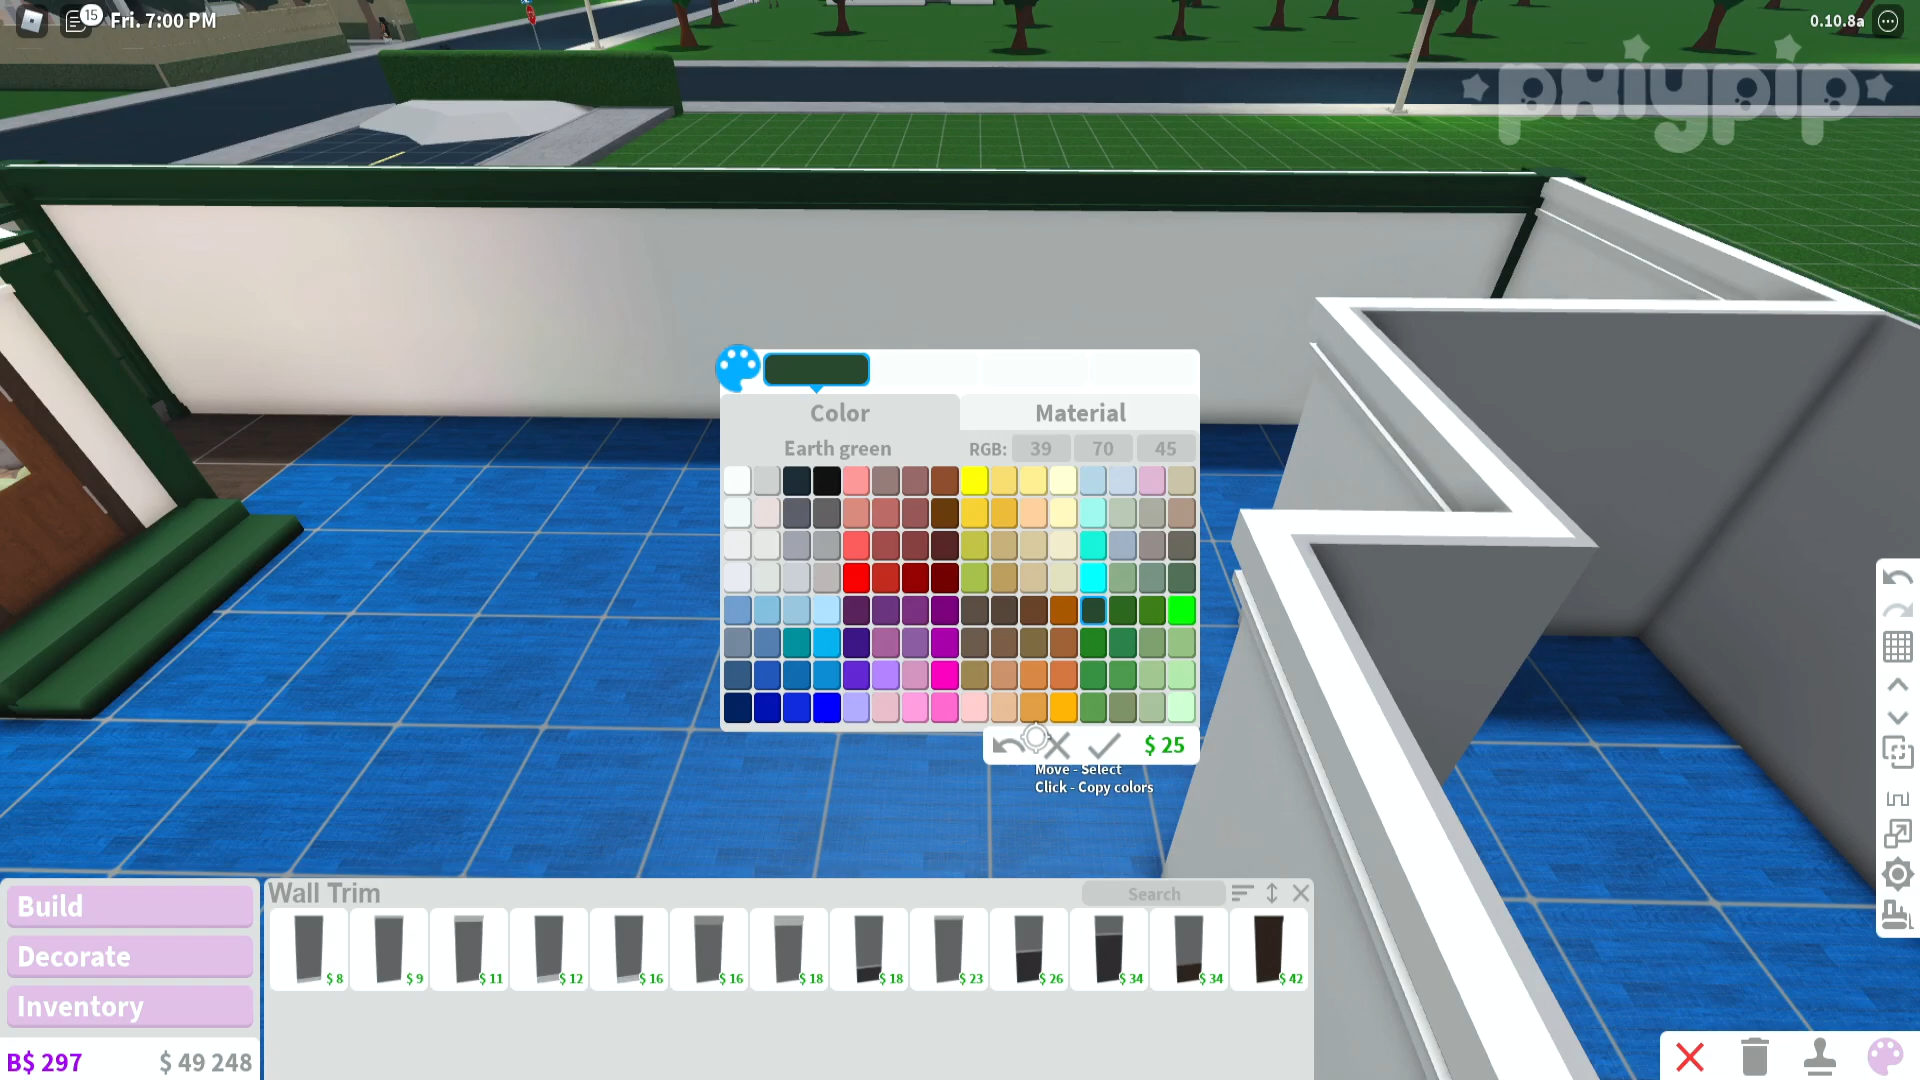 15
Fri. 7:00 PM
0.10.8a
pxiypip
Color
Material
Earth green
RGB: 39 70 45
$ 25
Move - Select
Click - Copy colors
Build
Decorate
Inventory
B$ 297
$ 49 248
Wall Trim
Search
$ 8
$ 9
$ 11
$ 12
$ 16
$ 16
$ 18
$ 18
$ 23
$ 26
$ 34
$ 34
$ 42